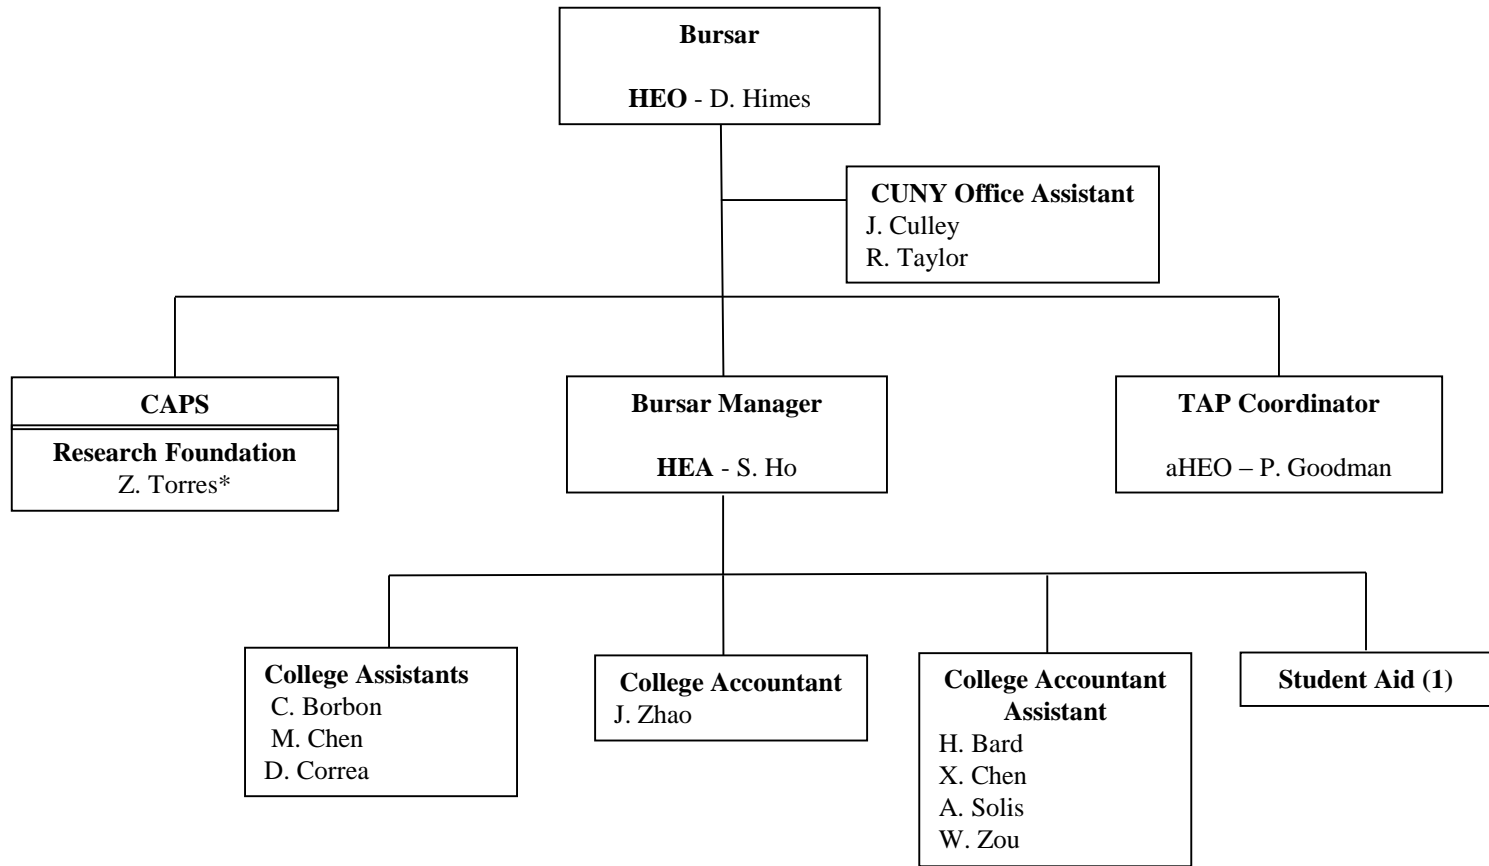 Bursar
HEO - D. Himes
CUNY Office Assistant
J. Culley
R. Taylor
CAPS
Research Foundation
Z. Torres*
Bursar Manager
HEA - S. Ho
TAP Coordinator
aHEO – P. Goodman
College Assistants
C. Borbon
M. Chen
D. Correa
College Accountant
J. Zhao
College Accountant
Assistant
H. Bard
X. Chen
A. Solis
W. Zou
Student Aid (1)